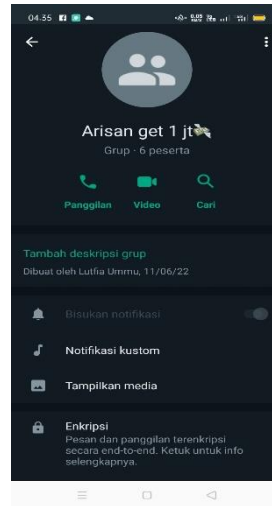 04.35
Arisan get 1 jt💸
Grup · 6 peserta
Panggilan Video Cari
Tambah deskripsi grup
Dibuat oleh Lutfia Ummu, 11/06/22
Bisukan notifikasi
Notifikasi kustom
Tampilkan media
Enkripsi
Pesan dan panggilan terenkripsi
secara end-to-end. Ketuk untuk info
selengkapnya.